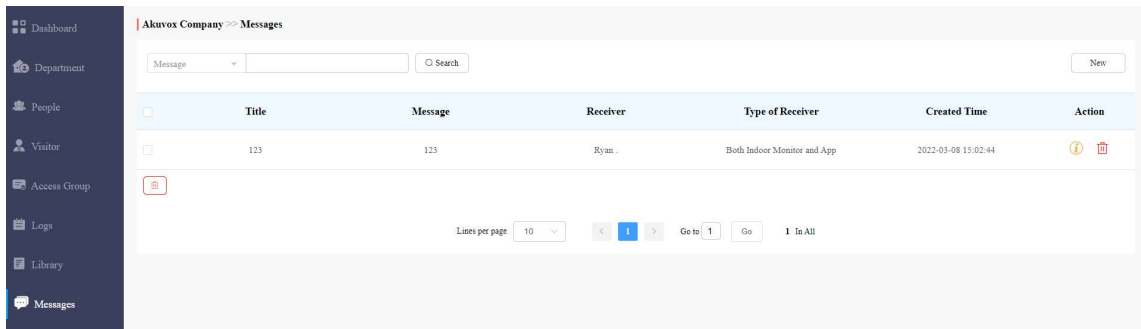 Dashboard
Department
People
Visitor
Access Group
Logs
Library
Messages
Akuvox Company >> Messages
Message Search New
Title Message Receiver Type of Receiver Created Time Action
123 123 Ryan . Both Indoor Monitor and App 2022-03-08 15:02:44
Lines per page 10 < 1 > Go to 1 Go 1 In All